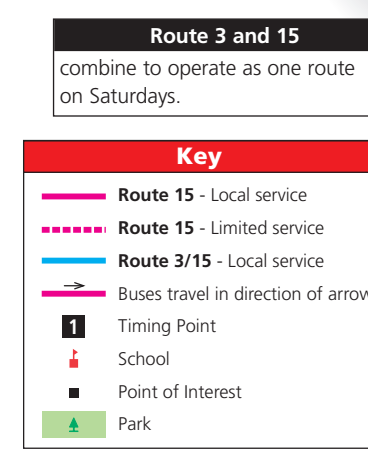 Route 3 and 15
combine to operate as one route
on Saturdays.
Key
Route 15 - Local service
Route 15 - Limited service
Route 3/15 - Local service
Buses travel in direction of arrow
1 Timing Point
School
Point of Interest
Park